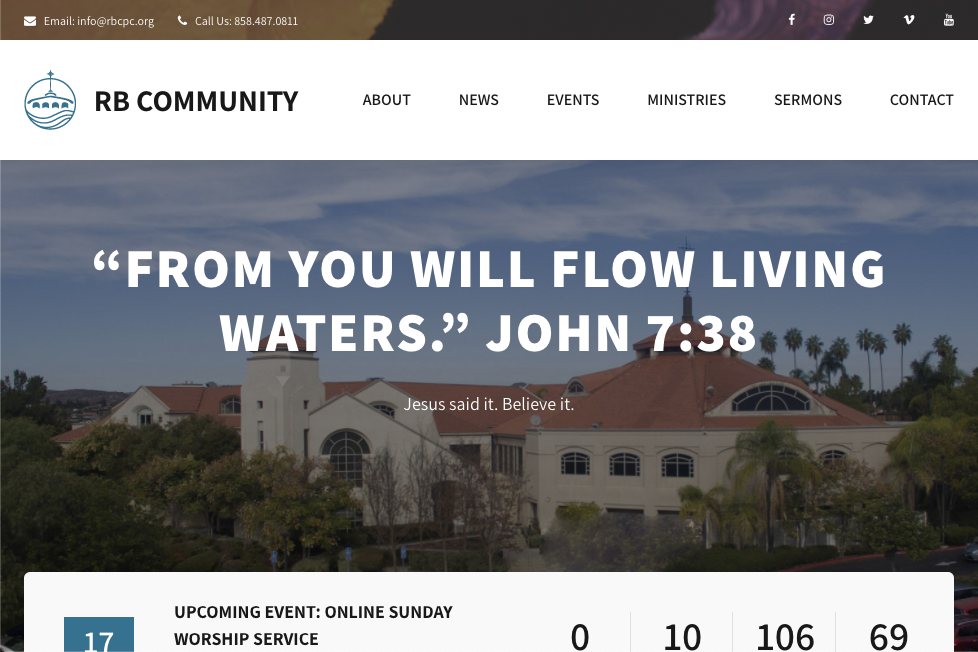 Email: info@rbcpc.org Call Us: 858.487.0811
You Tube
RB COMMUNITY ABOUT NEWS EVENTS MINISTRIES SERMONS CONTACT
“FROM YOU WILL FLOW LIVING
WATERS.” JOHN 7:38
Jesus said it. Believe it.
UPCOMING EVENT: ONLINE SUNDAY
WORSHIP SERVICE
17
0 10 106 69